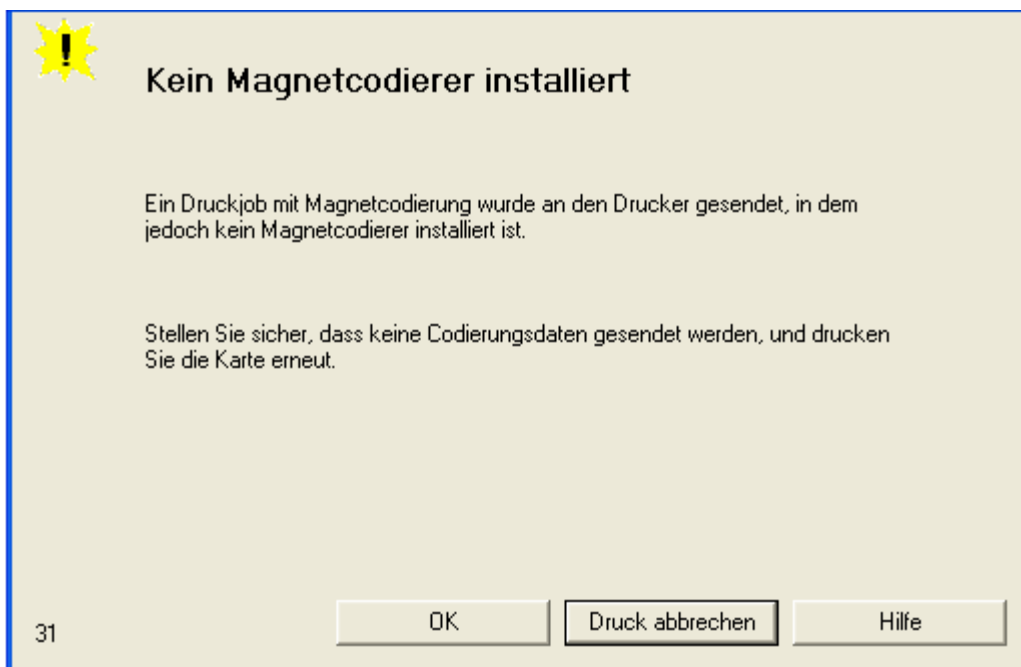 Kein Magnetcodierer installiert
Ein Druckjob mit Magnetcodierung wurde an den Drucker gesendet, in dem
jedoch kein Magnetcodierer installiert ist.
Stellen Sie sicher, dass keine Codierungsdaten gesendet werden, und drucken
Sie die Karte erneut.
31
OK
Druck abbrechen
Hilfe